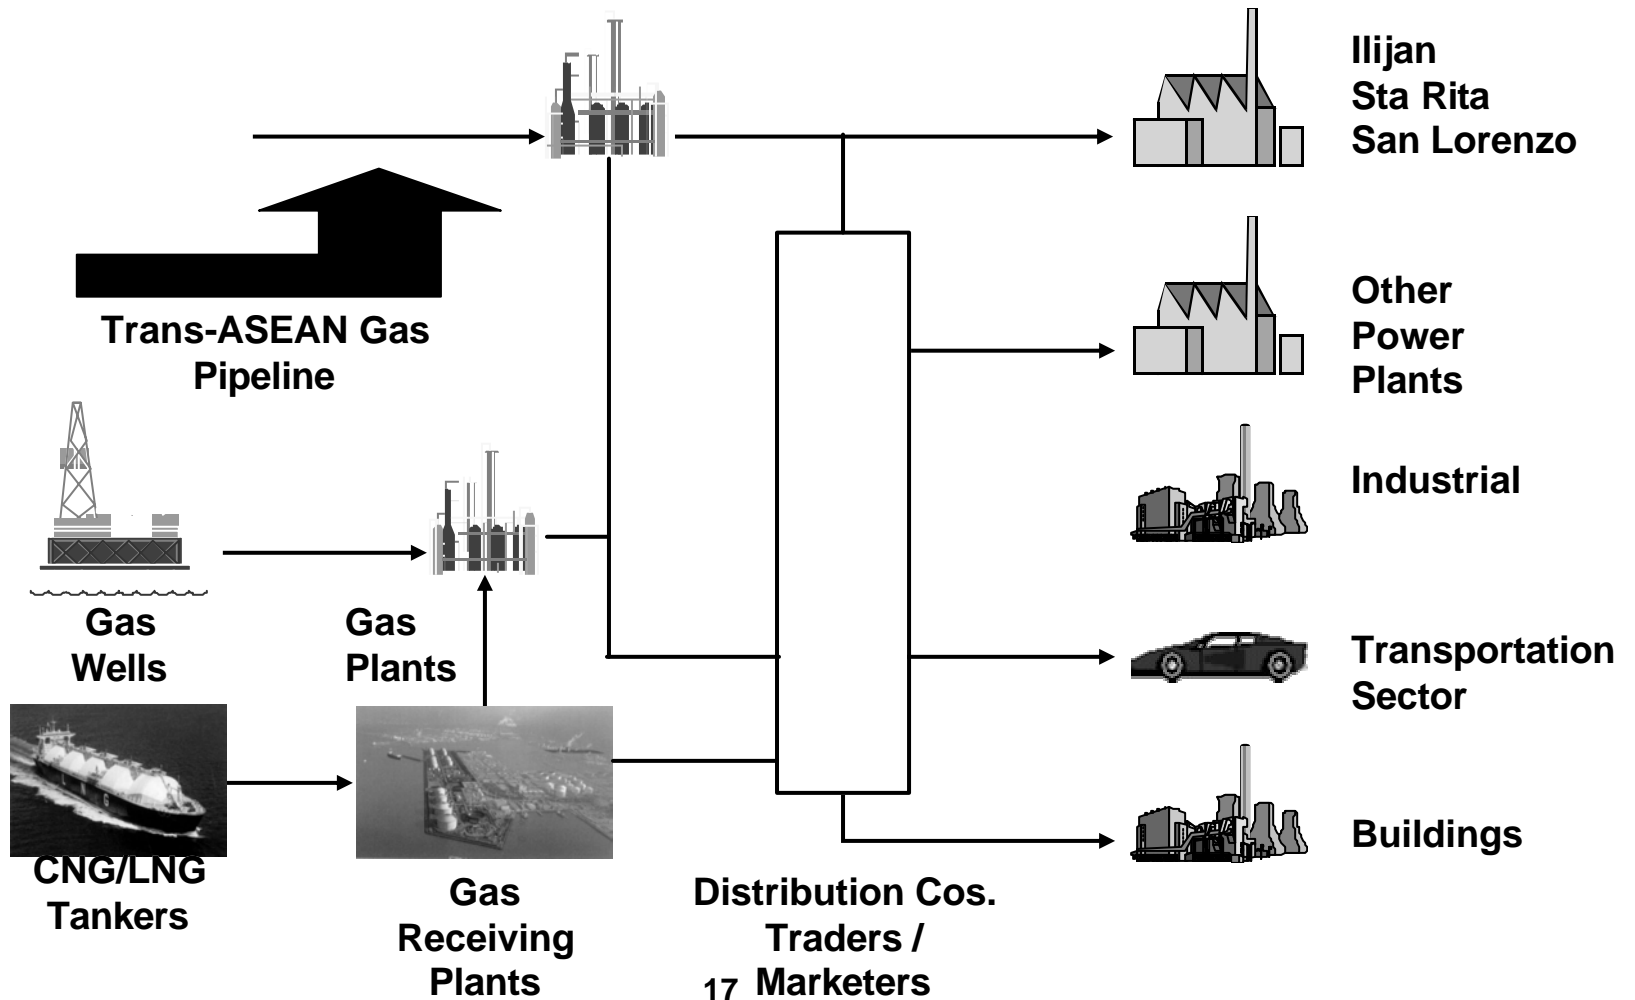 Ilijan
Sta Rita
San Lorenzo
Trans-ASEAN Gas
Pipeline
Other
Power
Plants
Industrial
Gas
Wells
Gas
Plants
Transportation
Sector
Buildings
CNG/LNG
Tankers
Gas
Receiving
Plants
Distribution Cos.
Traders /
Marketers
17